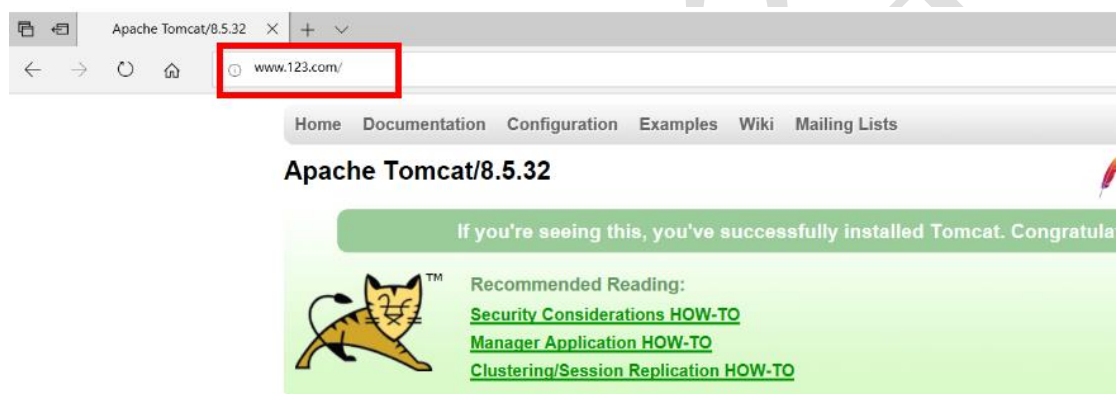 Apache Tomcat/8.5.32
www.123.com/
Home Documentation Configuration Examples Wiki Mailing Lists
Apache Tomcat/8.5.32
If you're seeing this, you've successfully installed Tomcat. Congratula
TM
Recommended Reading:
Security Considerations HOW-TO
Manager Application HOW-TO
Clustering/Session Replication HOW-TO